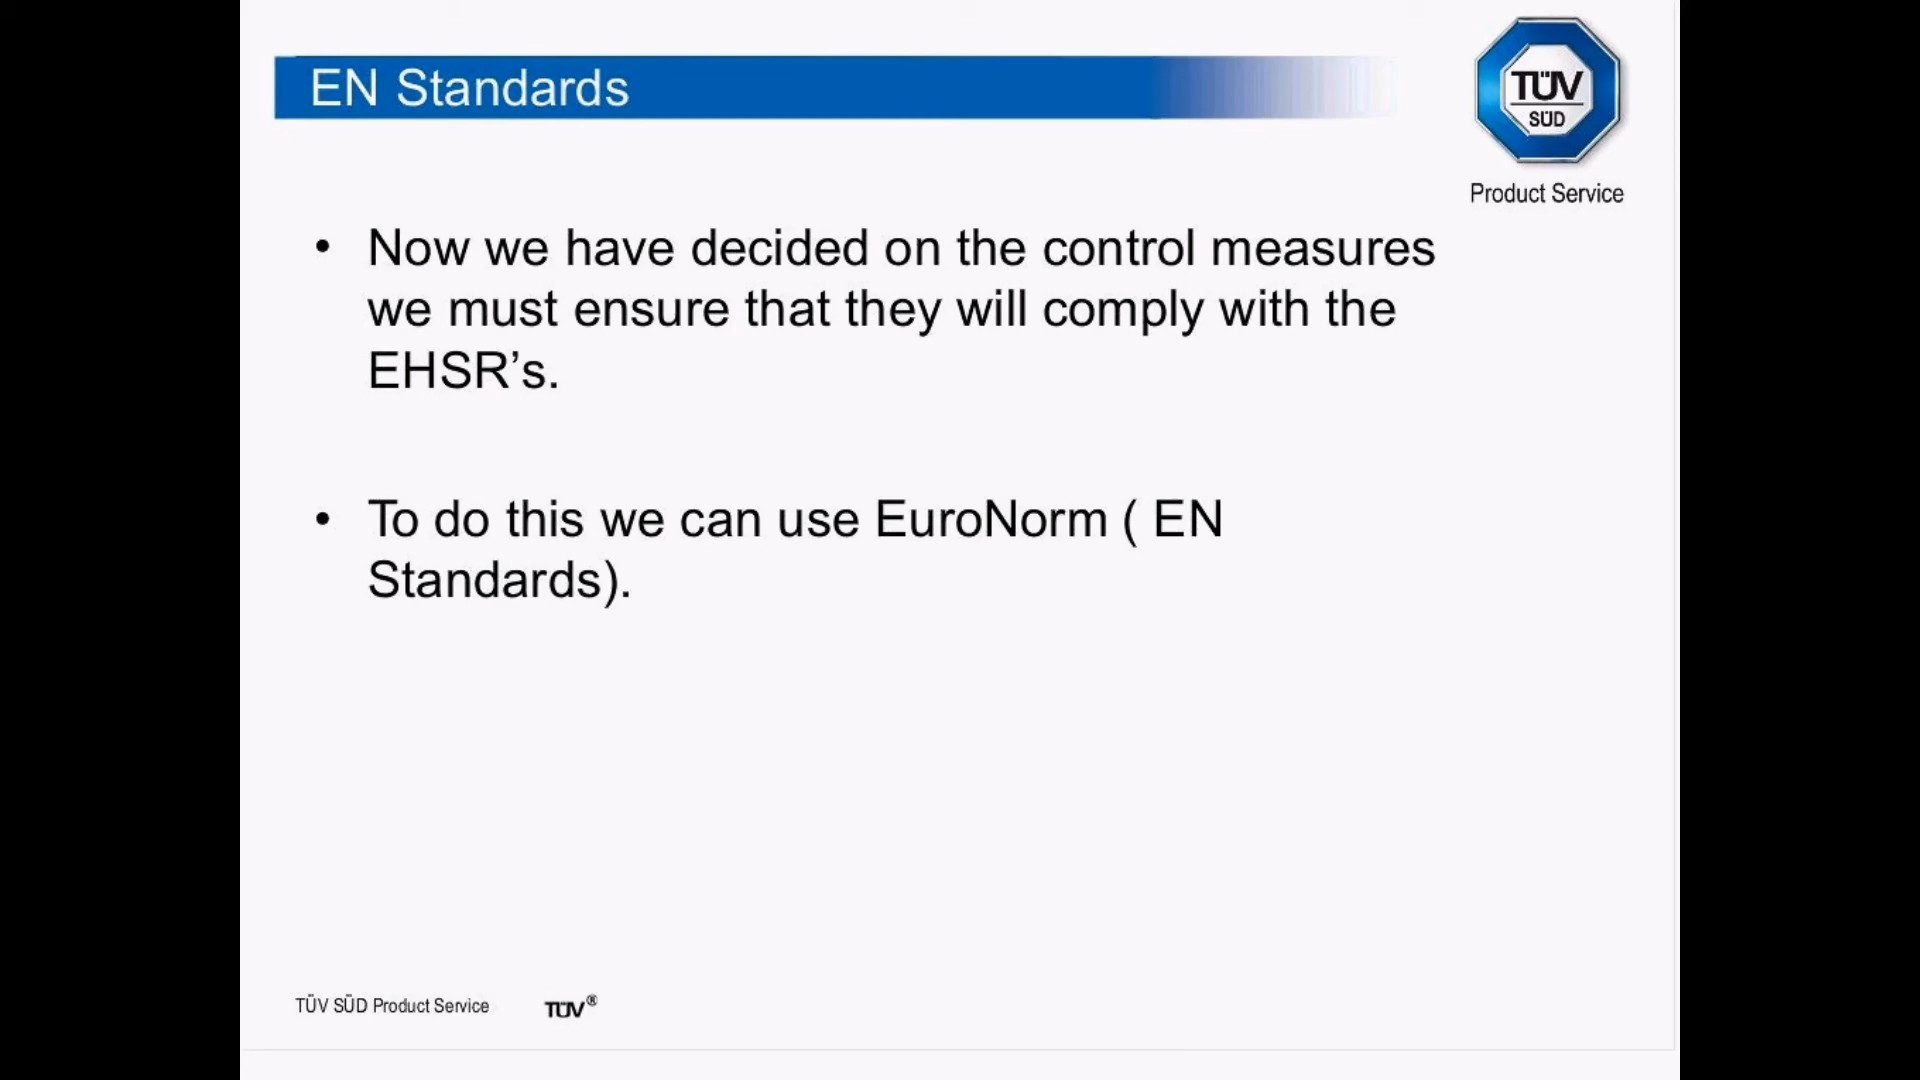 EN Standards
TÜV
SÜD
Product Service
• Now we have decided on the control measures
we must ensure that they will comply with the
EHSR’s.
• To do this we can use EuroNorm ( EN
Standards).
TÜV SÜD Product Service TÜV®